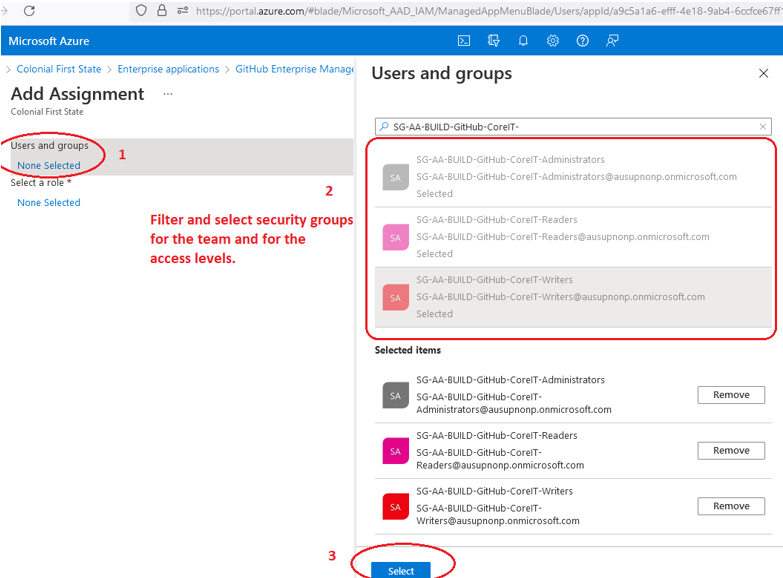 https://portal.azure.com/#blade/Microsoft_AAD_IAM/ManagedAppMenuBlade/Users/appId/a9c5a1a6-efff-4e18-9ab4-6ccfce67ff
Microsoft Azure
Colonial First State > Enterprise applications > GitHub Enterprise Manage
Add Assignment ...
Colonial First State
Users and groups
None Selected
1
Select a role *
None Selected
2
Filter and select security groups
for the team and for the
access levels.
Users and groups
SG-AA-BUILD-GitHub-CoreIT-
SA
SG-AA-BUILD-GitHub-CoreIT-Administrators
SG-AA-BUILD-GitHub-CoreIT-Administrators@ausupnonp.onmicrosoft.com
Selected
SA
SG-AA-BUILD-GitHub-CoreIT-Readers
SG-AA-BUILD-GitHub-CoreIT-Readers@ausupnonp.onmicrosoft.com
Selected
SA
SG-AA-BUILD-GitHub-CoreIT-Writers
SG-AA-BUILD-GitHub-CoreIT-Writers@ausupnonp.onmicrosoft.com
Selected
Selected items
SA
SG-AA-BUILD-GitHub-CoreIT-Administrators
SG-AA-BUILD-GitHub-CoreIT-
Administrators@ausupnonp.onmicrosoft.com
Remove
SA
SG-AA-BUILD-GitHub-CoreIT-Readers
SG-AA-BUILD-GitHub-CoreIT-
Readers@ausupnonp.onmicrosoft.com
Remove
SA
SG-AA-BUILD-GitHub-CoreIT-Writers
SG-AA-BUILD-GitHub-CoreIT-
Writers@ausupnonp.onmicrosoft.com
Remove
3
Select